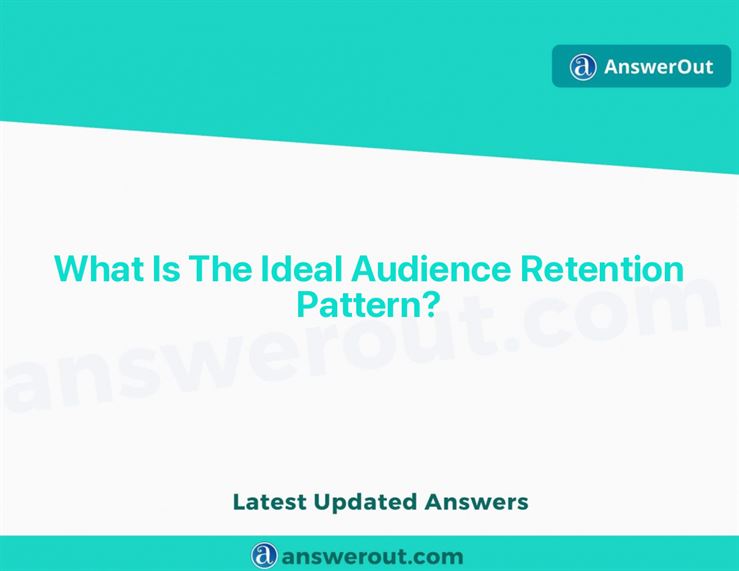 AnswerOut
What Is The Ideal Audience Retention
Pattern?
answerout.com
Latest Updated Answers
answerout.com